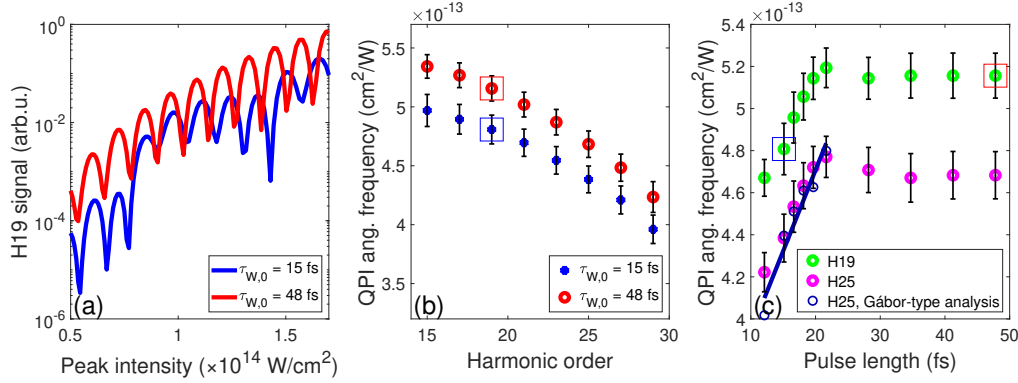 10^0
10^-2
10^-4
10^-6
H19 signal (arb.u.)
0.5
1
1.5
Peak intensity (×10^14 W/cm^2)
τ_W,0 = 15 fs
τ_W,0 = 48 fs
(a)
×10^-13
5.5
5
4.5
4
3.5
QPI ang. frequency (cm^2/W)
15
20
25
30
Harmonic order
τ_W,0 = 15 fs
τ_W,0 = 48 fs
(b)
×10^-13
5.4
5.2
5
4.8
4.6
4.4
4.2
4
QPI ang. frequency (cm^2/W)
10
20
30
40
50
Pulse length (fs)
H19
H25
H25, Gábor-type analysis
(c)